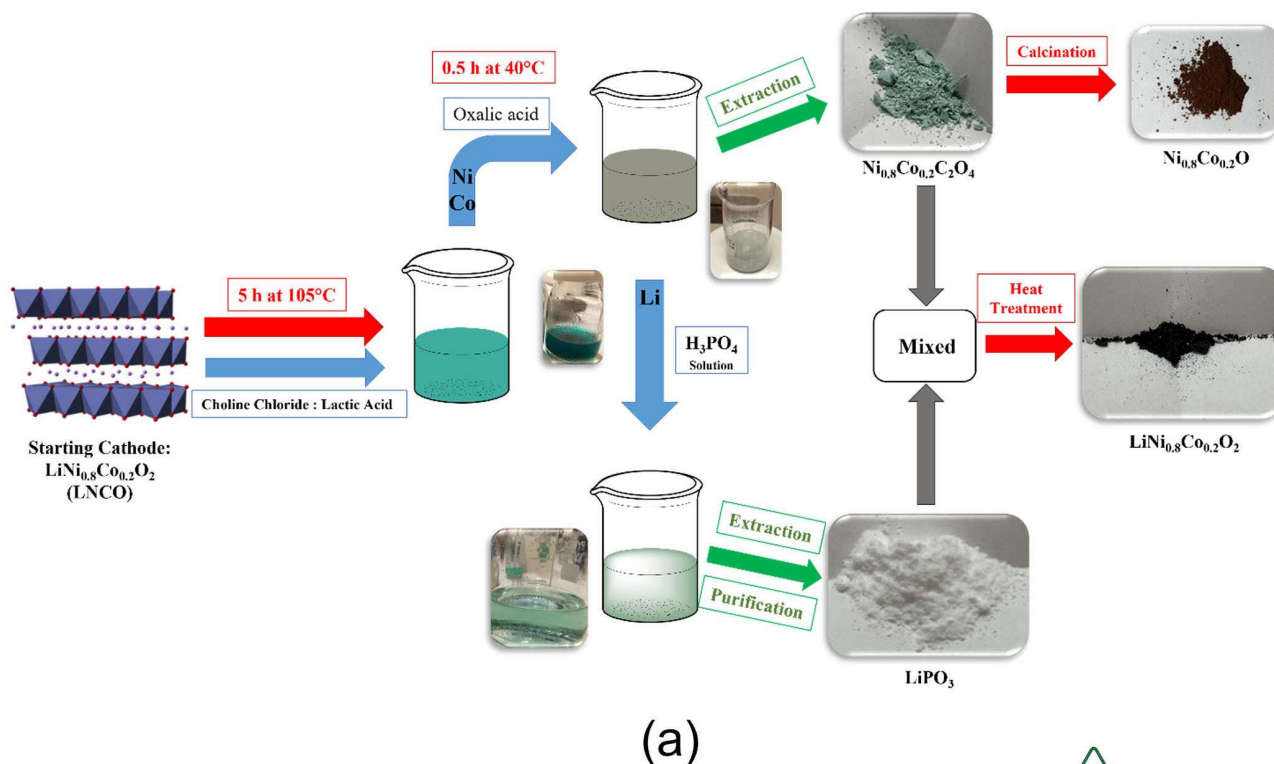 0.5 h at 40°C
Oxalic acid
Ni
Co
Extraction
Ni₀.₈Co₀.₂C₂O₄
Calcination
Ni₀.₈Co₀.₂O
5 h at 105°C
Choline Chloride : Lactic Acid
Starting Cathode:
LiNi₀.₈Co₀.₂O₂
(LNCO)
Li
H₃PO₄
Solution
Mixed
Heat
Treatment
LiNi₀.₈Co₀.₂O₂
Extraction
Purification
LiPO₃
(a)